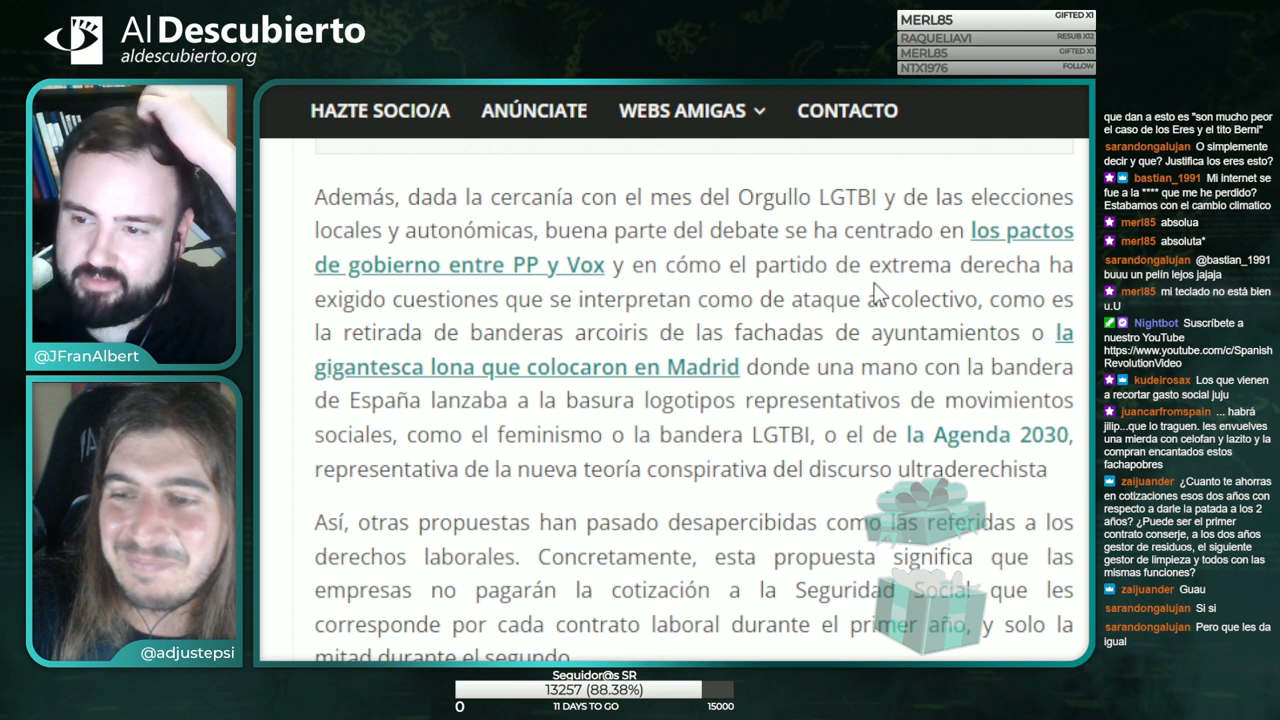 Al Descubierto
aldescubierto.org
MERL85 GIFTED X1
RAQUELIAVI RESUB X12
MERL85 GIFTED X1
NTX1976 FOLLOW
HAZTE SOCIO/A ANÚNCIATE WEBS AMIGAS CONTACTO
Además, dada la cercanía con el mes del Orgullo LGTBI y de las elecciones
locales y autonómicas, buena parte del debate se ha centrado en los pactos
de gobierno entre PP y Vox y en cómo el partido de extrema derecha ha
exigido cuestiones que se interpretan como de ataque al colectivo, como es
la retirada de banderas arcoiris de las fachadas de ayuntamientos o la
gigantesca lona que colocaron en Madrid donde una mano con la bandera
de España lanzaba a la basura logotipos representativos de movimientos
sociales, como el feminismo o la bandera LGTBI, o el de la Agenda 2030,
representativa de la nueva teoría conspirativa del discurso ultraderechista
Así, otras propuestas han pasado desapercibidas como las referidas a los
derechos laborales. Concretamente, esta propuesta significa que las
empresas no pagarán la cotización a la Seguridad Social que les
corresponde por cada contrato laboral durante el primer año, y solo la
mitad durante el segundo.
@JFranAlbert
@adjustepsi
que dan a esto es "son mucho peor
el caso de los Eres y el tito Berni"
sarandongalujan O simplemente
decir y que? Justifica los eres esto?
bastian_1991 Mi internet se
fue a la **** que me he perdido?
Estabamos con el cambio climatico
merl85 absolua
merl85 absoluta*
sarandongalujan @bastian_1991
buuu un pelín lejos jajaja
merl85 mi teclado no está bien
u.U
Nightbot Suscríbete a
nuestro YouTube
https://www.youtube.com/c/Spanish
RevolutionVideo
kudeirosax Los que vienen
a recortar gasto social juju
juancarfromspain ... habrá
jilip...que lo traguen. les envuelves
una mierda con celofan y lazito y la
compran encantados estos
fachapobres
zaijuander ¿Cuanto te ahorras
en cotizaciones esos dos años con
respecto a darle la patada a los 2
años? ¿Puede ser el primer
contrato conserje, a los dos años
gestor de residuos, el siguiente
gestor de limpieza y todos con las
mismas funciones?
zaijuander Guau
sarandongalujan Si si
sarandongalujan Pero que les da
igual
Seguidor@s SR
13257 (88.38%)
0 11 DAYS TO GO 15000